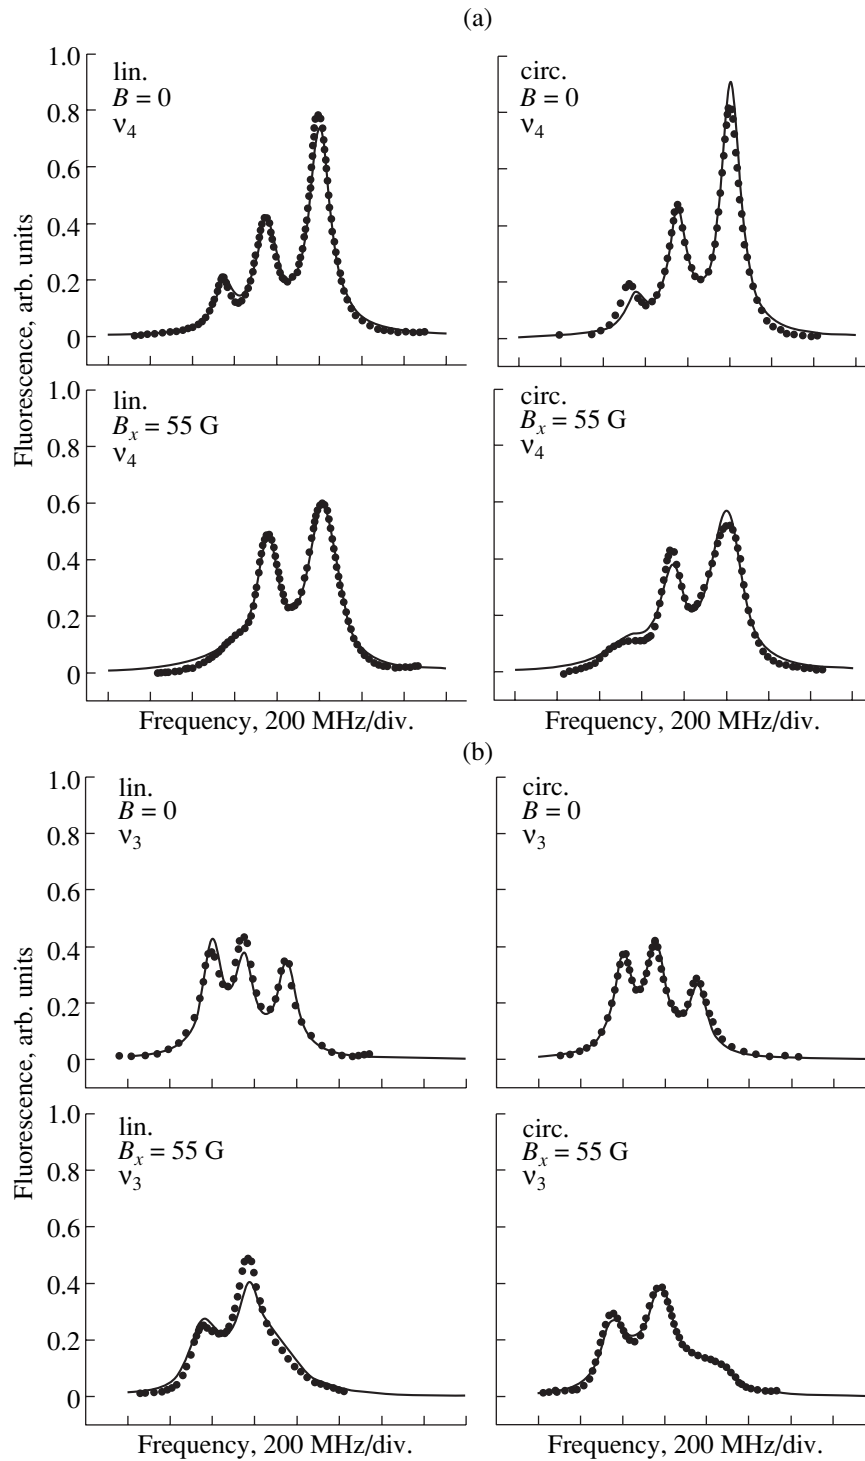 (a)
1.0
0.8
0.6
0.4
0.2
0
lin.
B = 0
ν4
circ.
B = 0
ν4
Fluorescence, arb. units
1.0
0.8
0.6
0.4
0.2
0
lin.
Bx = 55 G
ν4
circ.
Bx = 55 G
ν4
Frequency, 200 MHz/div.
Frequency, 200 MHz/div.
(b)
1.0
0.8
0.6
0.4
0.2
0
lin.
B = 0
ν3
circ.
B = 0
ν3
Fluorescence, arb. units
1.0
0.8
0.6
0.4
0.2
0
lin.
Bx = 55 G
ν3
circ.
Bx = 55 G
ν3
Frequency, 200 MHz/div.
Frequency, 200 MHz/div.